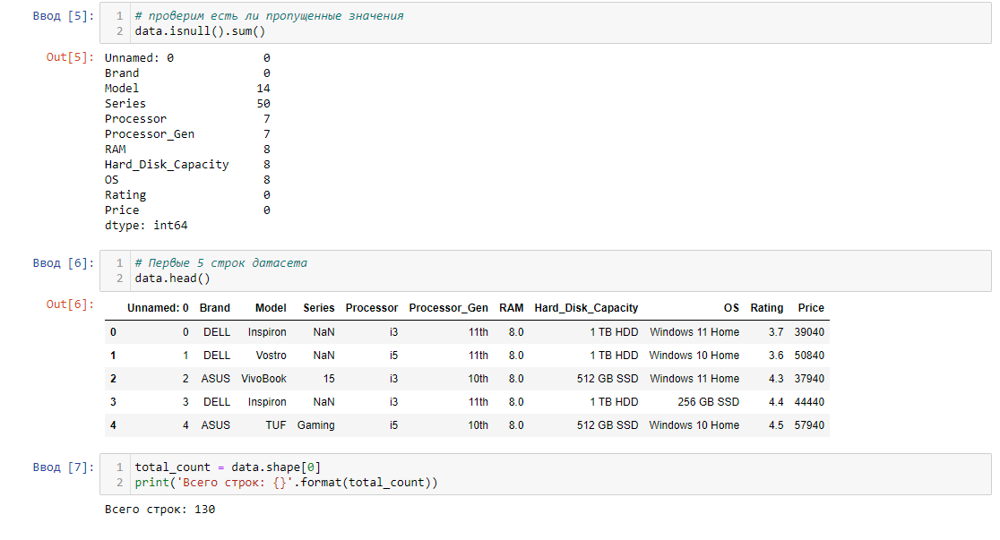 Ввод [5]: 1 # проверим есть ли пропущенные значения
2 data.isnull().sum()
Out[5]: Unnamed: 0 0
Brand 0
Model 14
Series 50
Processor 7
Processor_Gen 7
RAM 8
Hard_Disk_Capacity 8
OS 8
Rating 0
Price 0
dtype: int64
Ввод [6]: 1 # Первые 5 строк датасета
2 data.head()
Out[6]: Unnamed: 0 Brand Model Series Processor Processor_Gen RAM Hard_Disk_Capacity OS Rating Price
0 0 DELL Inspiron NaN i3 11th 8.0 1 TB HDD Windows 11 Home 3.7 39040
1 1 DELL Vostro NaN i5 11th 8.0 1 TB HDD Windows 10 Home 3.6 50840
2 2 ASUS VivoBook 15 i3 10th 8.0 512 GB SSD Windows 11 Home 4.3 37940
3 3 DELL Inspiron NaN i3 11th 8.0 1 TB HDD 256 GB SSD 4.4 44440
4 4 ASUS TUF Gaming i5 10th 8.0 512 GB SSD Windows 10 Home 4.5 57940
Ввод [7]: 1 total_count = data.shape[0]
2 print('Всего строк: {}'.format(total_count))
Всего строк: 130